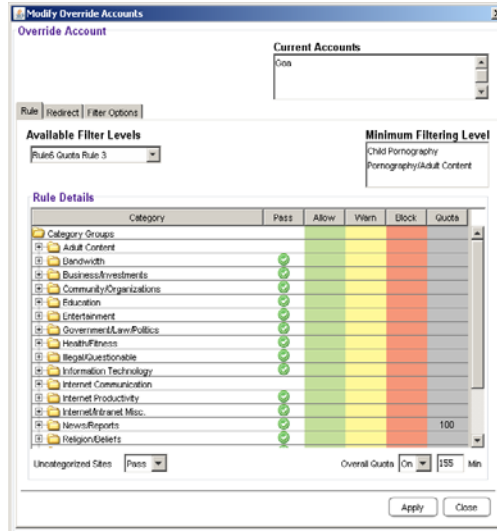 Modify Override Accounts
Override Account
Current Accounts
Goa
Rule Redirect Filter Options
Available Filter Levels
Minimum Filtering Level
Rule6 Quota Rule 3
Child Pornography
Pornography/Adult Content
Rule Details
Category Pass Allow Warn Block Quota
Category Groups
Adult Content
Bandwidth
Business/Investments
Community/Organizations
Education
Entertainment
Government/Law/Politics
Health/Fitness
Illegal/Questionable
Information Technology
Internet Communication
Internet Productivity
Internet/Intranet Misc.
News/Reports 100
Religion/Beliefs
Uncategorized Sites Pass Overall Quota On 155 Min
Apply Close